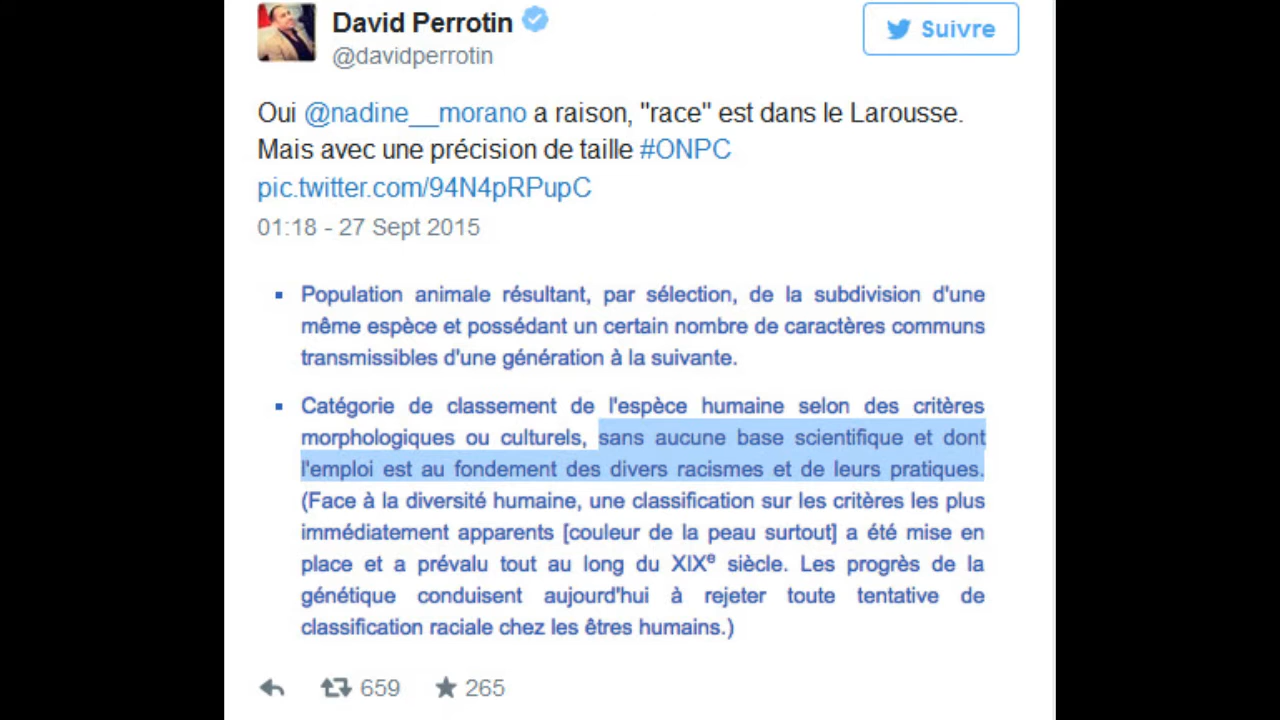 David Perrotin
Suivre
@davidperrotin
Oui @nadine__morano a raison, "race" est dans le Larousse.
Mais avec une précision de taille #ONPC
pic.twitter.com/94N4pRPupC
01:18 - 27 Sept 2015
Population animale résultant, par sélection, de la subdivision d'une
même espèce et possédant un certain nombre de caractères communs
transmissibles d'une génération à la suivante.
Catégorie de classement de l'espèce humaine selon des critères
morphologiques ou culturels, sans aucune base scientifique et dont
l'emploi est au fondement des divers racismes et de leurs pratiques.
(Face à la diversité humaine, une classification sur les critères les plus
immédiatement apparents [couleur de la peau surtout] a été mise en
place et a prévalu tout au long du XIXe siècle. Les progrès de la
génétique conduisent aujourd'hui à rejeter toute tentative de
classification raciale chez les êtres humains.)
659 265